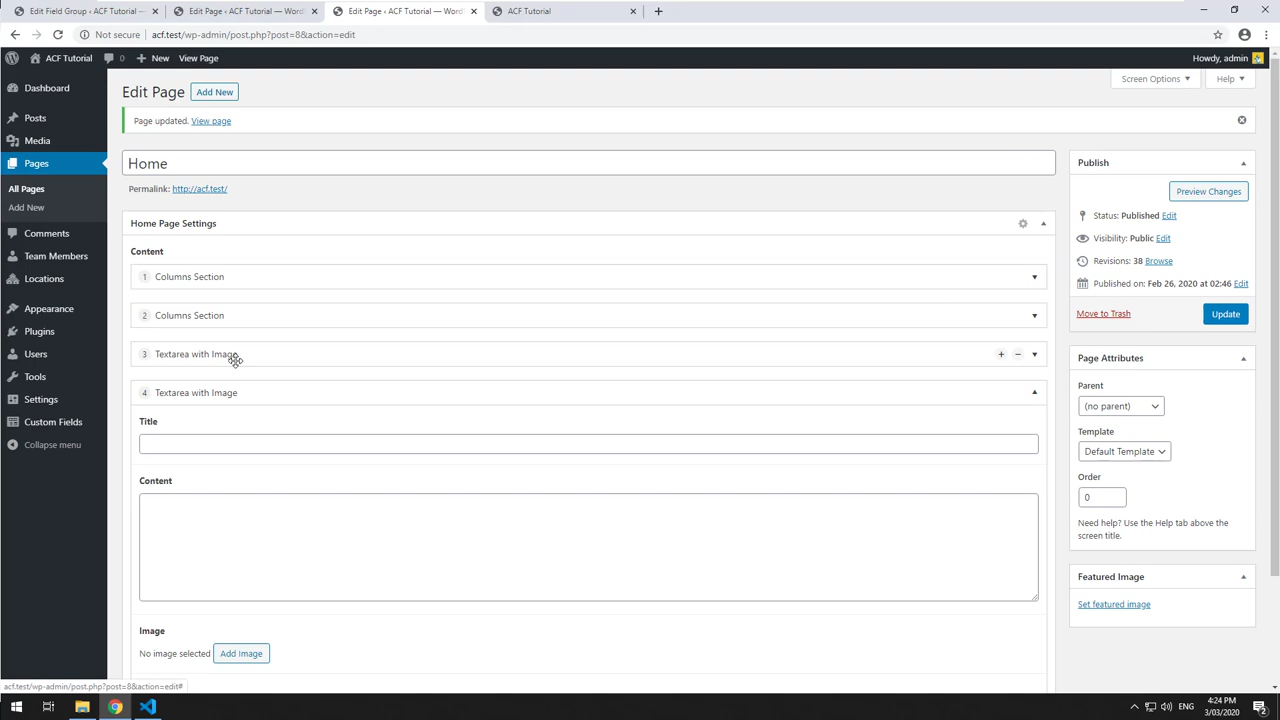 Edit Field Group ‹ ACF Tutorial —
Edit Page ‹ ACF Tutorial — Word
Edit Page ‹ ACF Tutorial — Word
ACF Tutorial
Not secure
acf.test/wp-admin/post.php?post=8&action=edit
ACF Tutorial
0
New
View Page
Howdy, admin
Dashboard
Posts
Media
Pages
All Pages
Add New
Comments
Team Members
Locations
Appearance
Plugins
Users
Tools
Settings
Custom Fields
Collapse menu
Screen Options
Help
Edit Page
Add New
Page updated. View page
Home
Permalink: http://acf.test/
Home Page Settings
Content
1 Columns Section
2 Columns Section
3 Textarea with Image
4 Textarea with Image
Title
Content
Image
No image selected
Add Image
Publish
Preview Changes
Status: Published Edit
Visibility: Public Edit
Revisions: 38 Browse
Published on: Feb 26, 2020 at 02:46 Edit
Move to Trash
Update
Page Attributes
Parent
(no parent)
Template
Default Template
Order
0
Need help? Use the Help tab above the
screen title.
Featured Image
Set featured image
acf.test/wp-admin/post.php?post=8&action=edit#
ENG
4:24 PM
3/03/2020
2